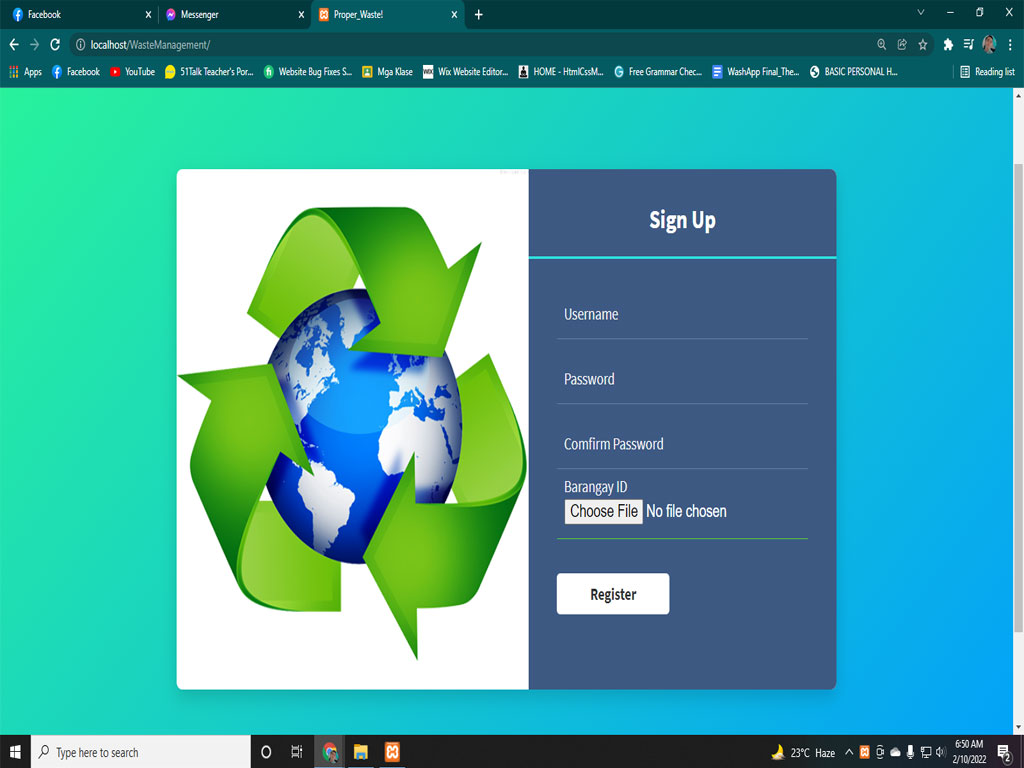 Facebook
Messenger
Proper_Waste!
localhost/WasteManagement/
Apps
Facebook
YouTube
51Talk Teacher's Por...
Website Bug Fixes S...
Mga Klase
WIX
Wix Website Editor...
HOME - HtmlCssM...
Free Grammar Chec...
WashApp Final_The...
BASIC PERSONAL H...
Reading list
Sign Up
Username
Password
Comfirm Password
Barangay ID
Choose File No file chosen
Register
Type here to search
23°C Haze
6:50 AM
2/10/2022
2